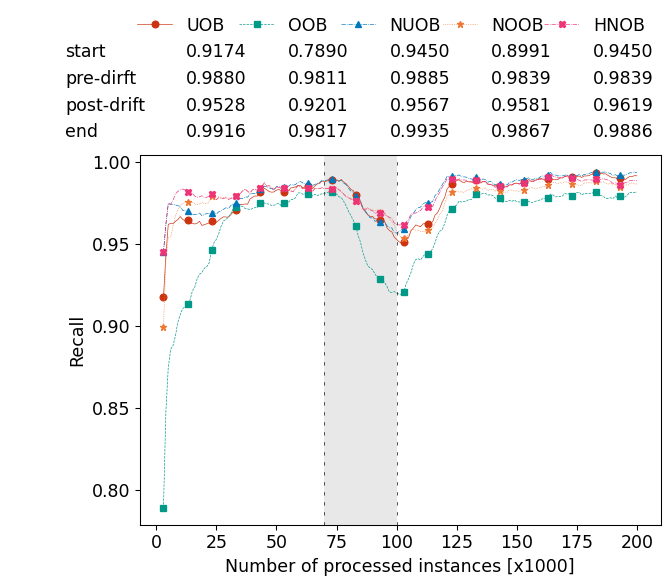 UOB OOB NUOB NOOB HNOB
start 0.9174 0.7890 0.9450 0.8991 0.9450
pre-dirft 0.9880 0.9811 0.9885 0.9839 0.9839
post-drift 0.9528 0.9201 0.9567 0.9581 0.9619
end 0.9916 0.9817 0.9935 0.9867 0.9886
1.00
0.95
0.90
0.85
0.80
Recall
0 25 50 75 100 125 150 175 200
Number of processed instances [x1000]